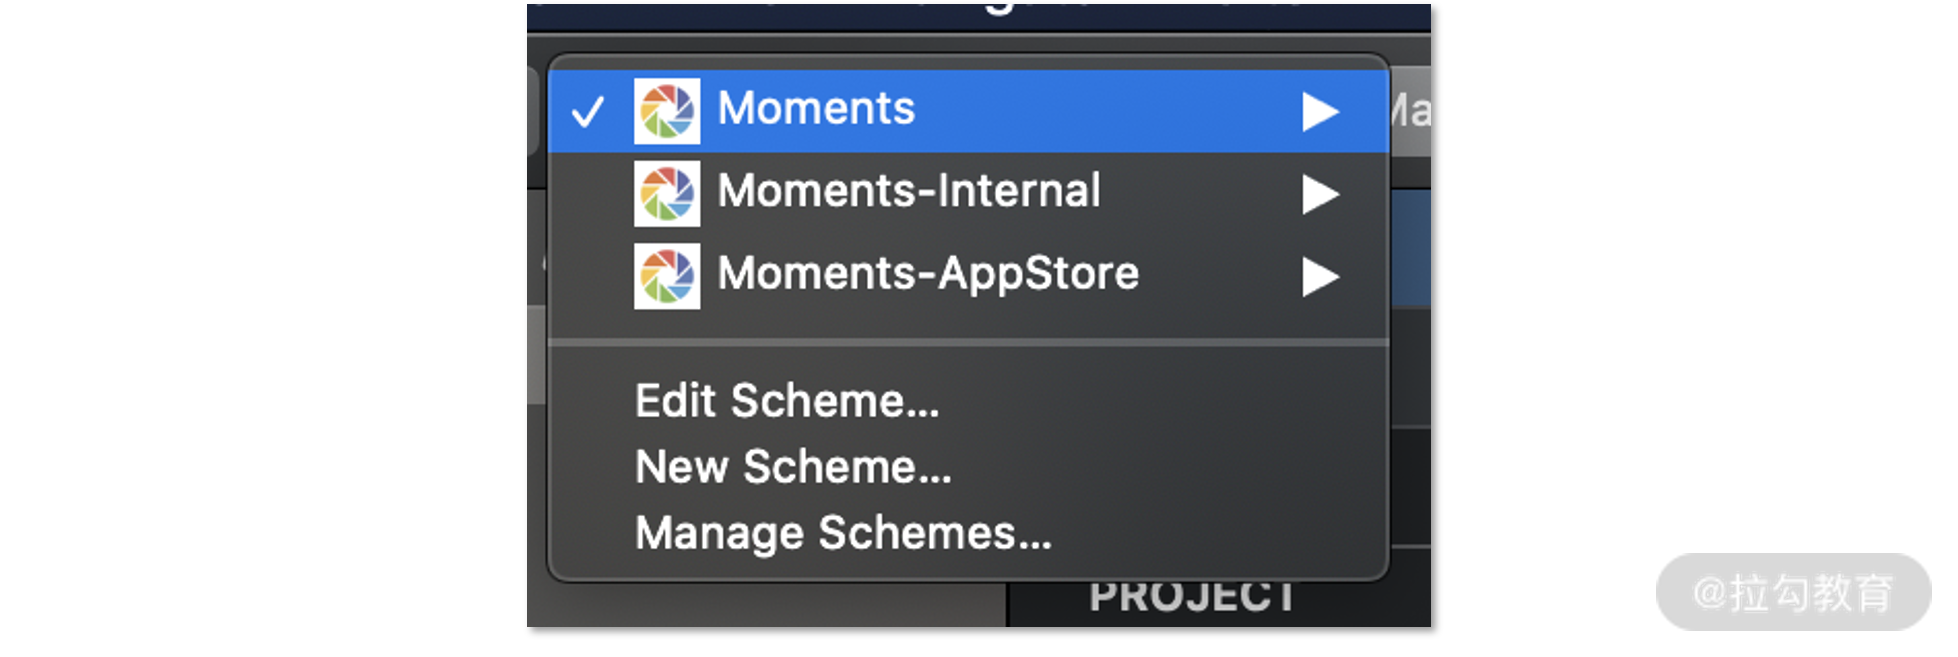 Moments
Moments-Internal
Moments-AppStore
Edit Scheme...
New Scheme...
Manage Schemes...
PROJECT
@拉勾教育